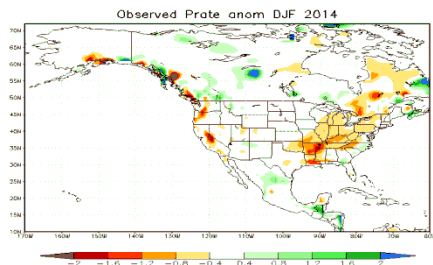 Observed Prate anom DJF 2014
70N
65N
60N
55N
50N
45N
40N
35N
30N
25N
20N
15N
10N
170W 160W 150W 140W 130W 120W 110W 100W 90W 80W 70W 60W
-2 -1.6 -1.2 -0.8 -0.4 0.4 0.8 1.2 1.6 2